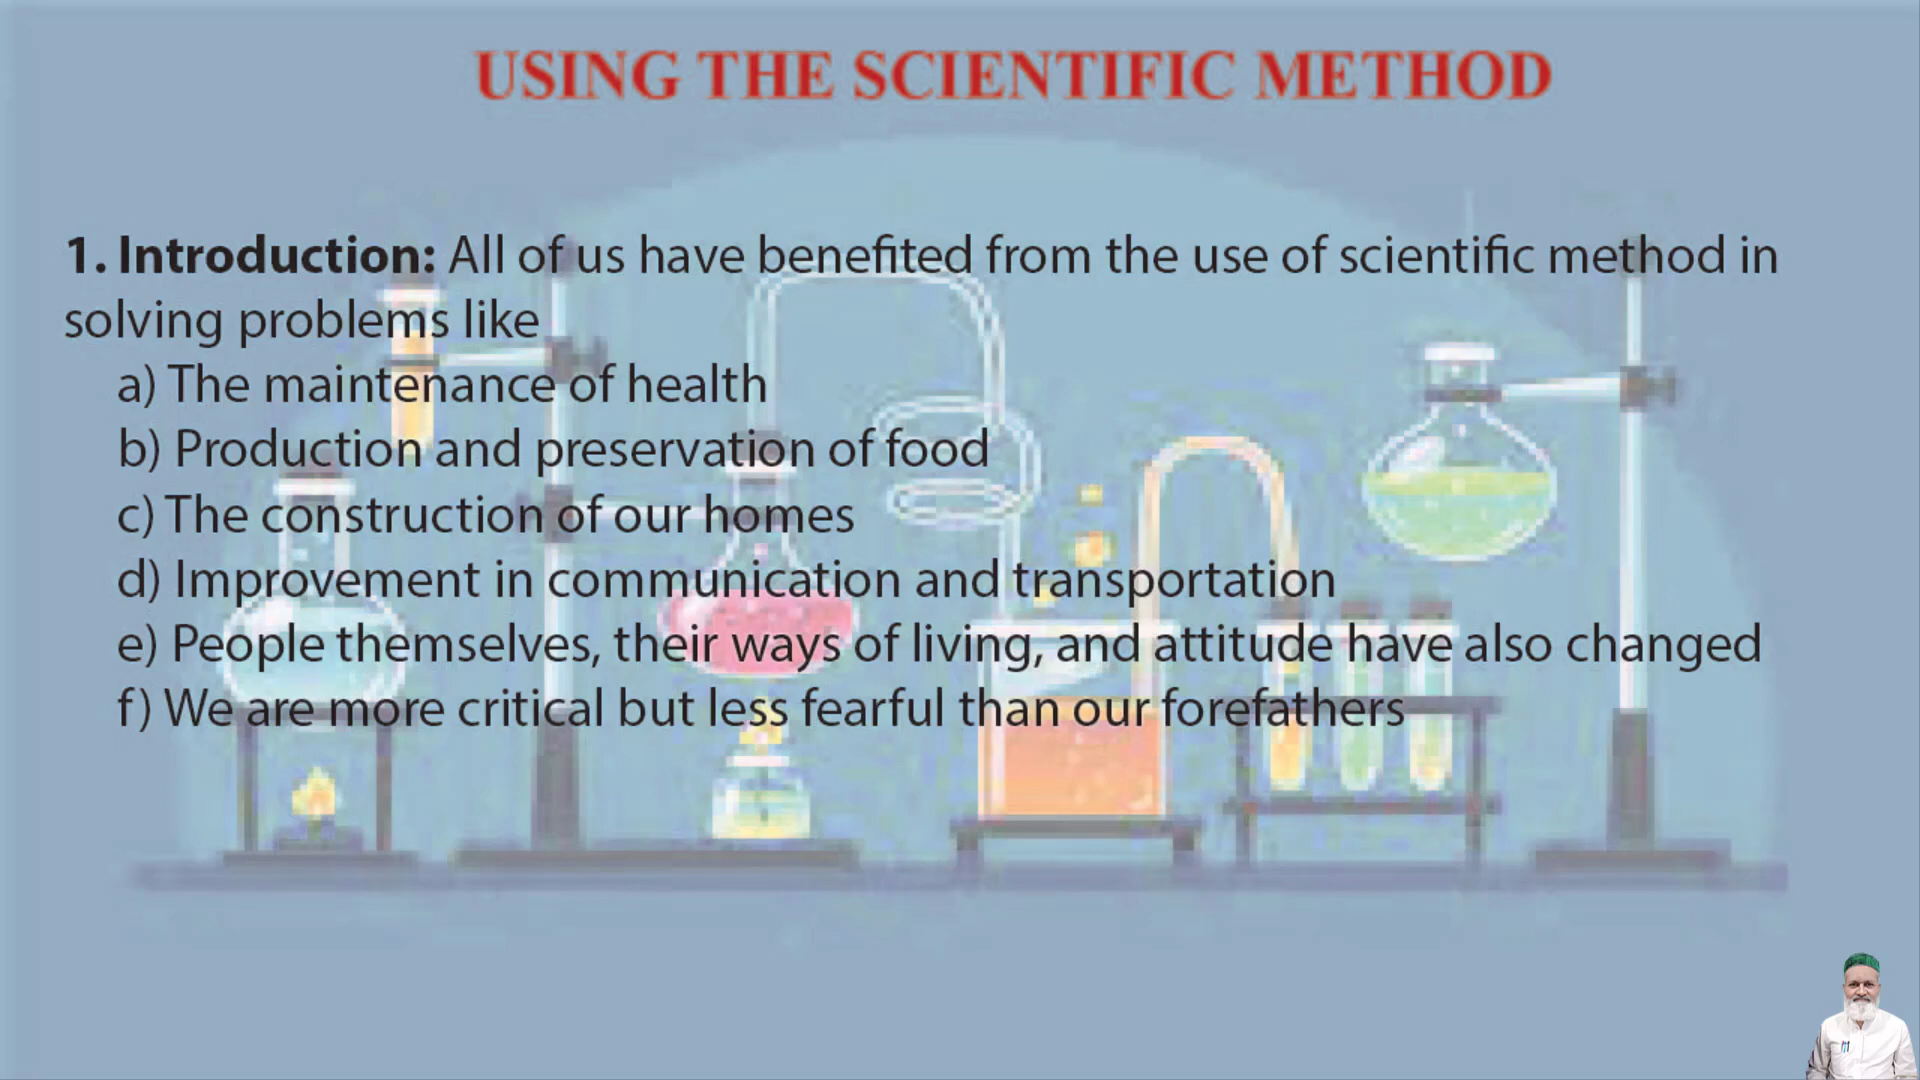 USING THE SCIENTIFIC METHOD
1. Introduction: All of us have benefited from the use of scientific method in
solving problems like
a) The maintenance of health
b) Production and preservation of food
c) The construction of our homes
d) Improvement in communication and transportation
e) People themselves, their ways of living, and attitude have also changed
f) We are more critical but less fearful than our forefathers